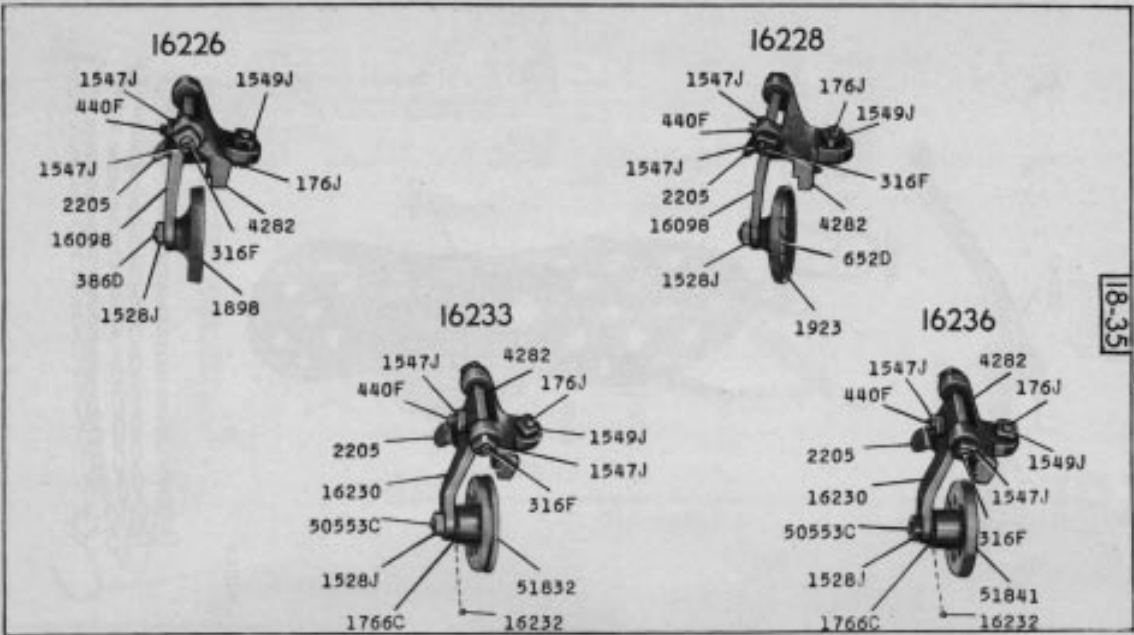 16226
1547J
1549J
440F
1547J
176J
2205
4282
16098
316F
386D
1528J
1898
16228
1547J
176J
440F
1549J
1547J
316F
2205
4282
16098
652D
1528J
1923
18-35
16233
1547J
4282
440F
176J
2205
1549J
1547J
16230
316F
50553C
1528J
51832
1766C
16232
16236
1547J
4282
440F
176J
2205
1549J
16230
1547J
50553C
316F
1528J
51841
1766C
16232